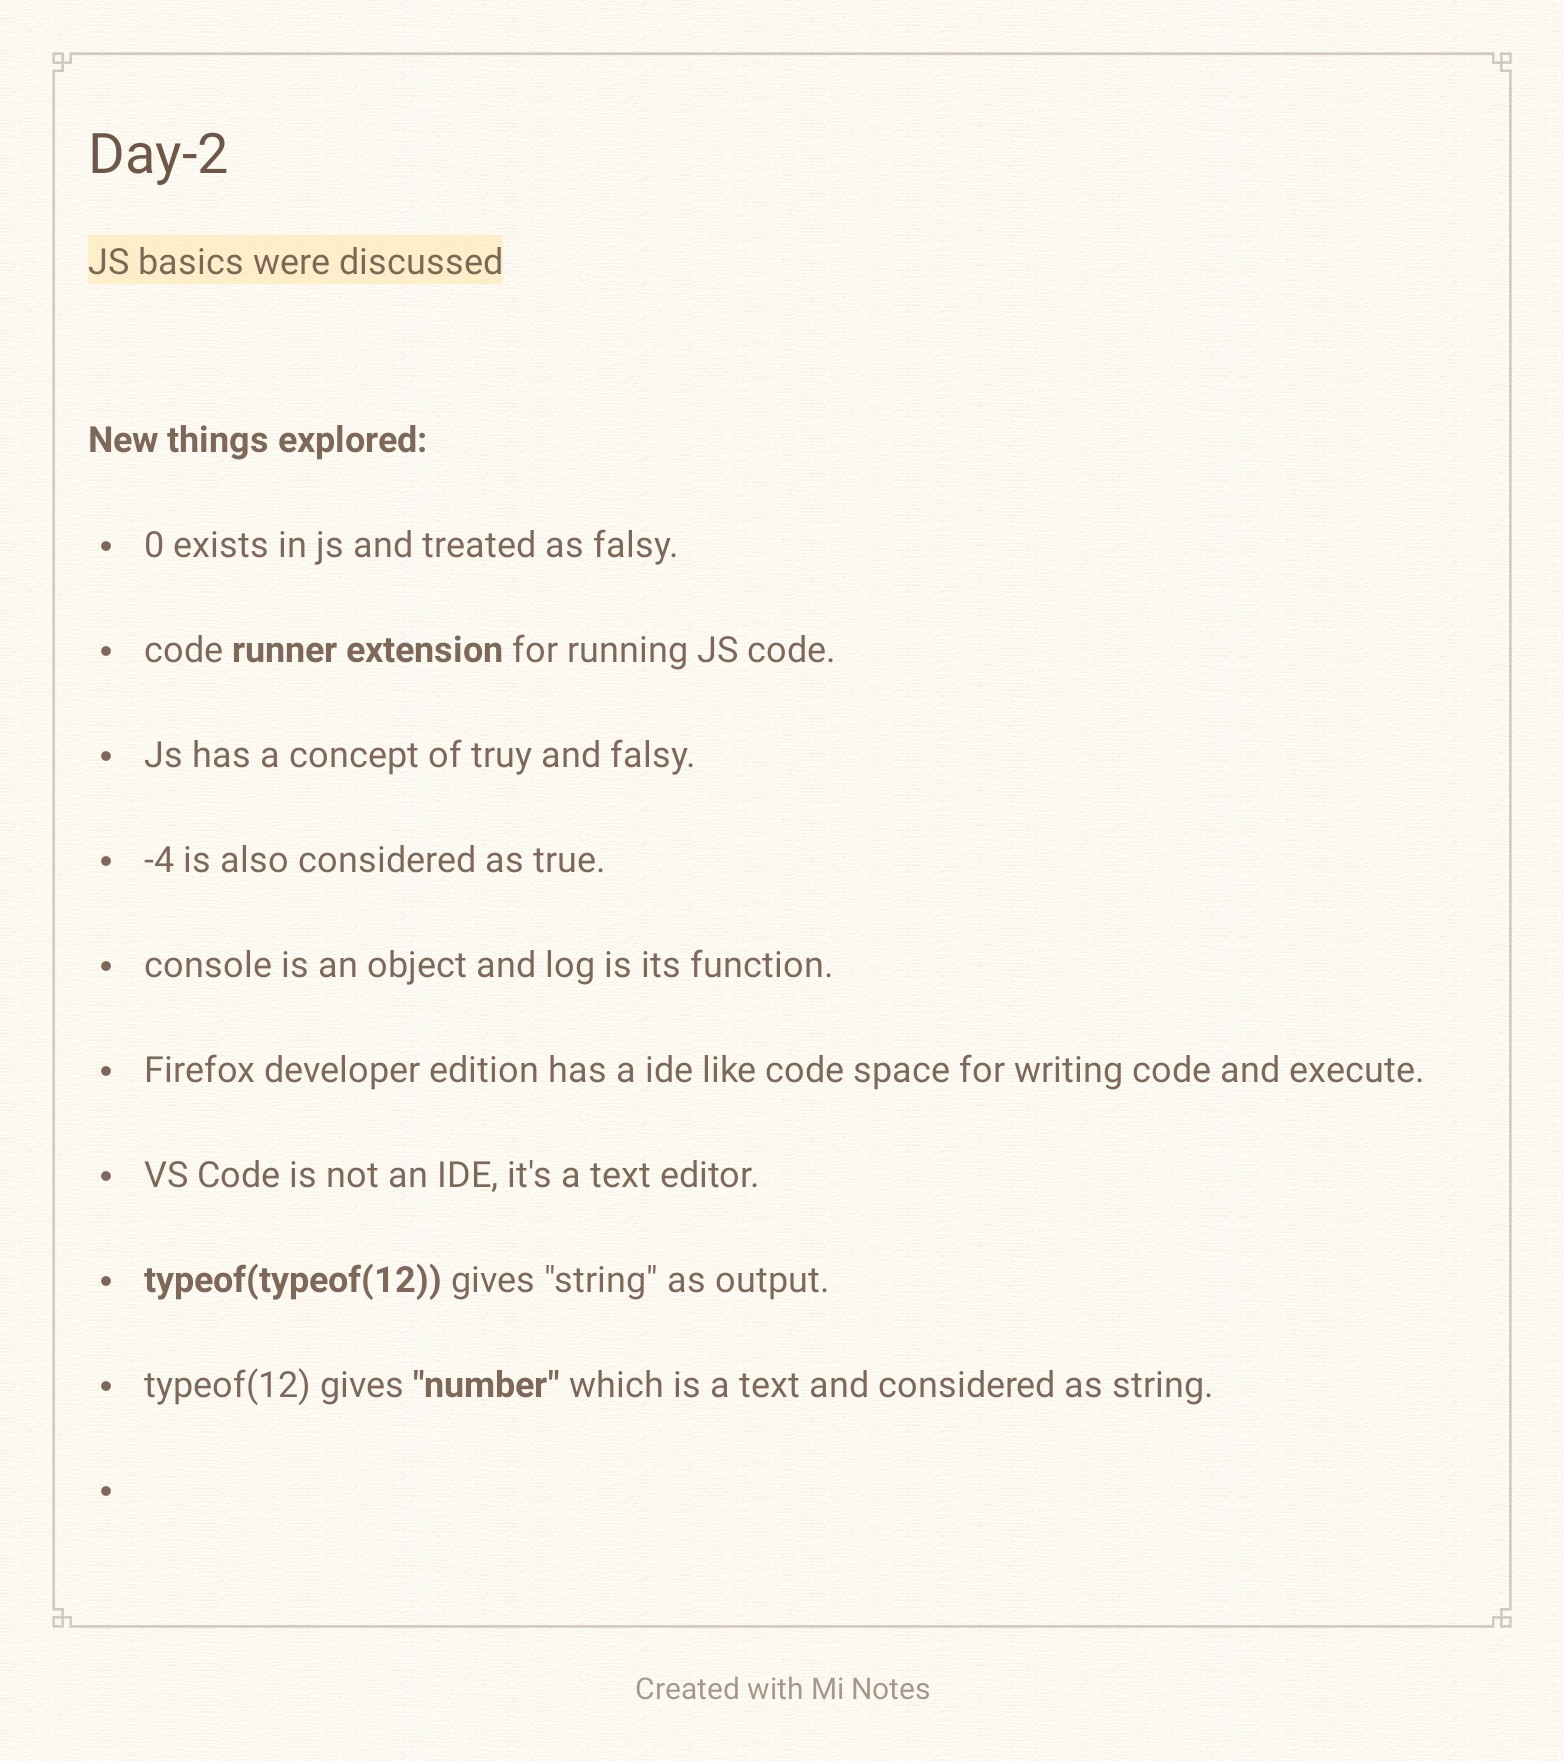 Day-2
JS basics were discussed
New things explored:
• 0 exists in js and treated as falsy.
• code runner extension for running JS code.
• Js has a concept of truy and falsy.
• -4 is also considered as true.
• console is an object and log is its function.
• Firefox developer edition has a ide like code space for writing code and execute.
• VS Code is not an IDE, it's a text editor.
• typeof(typeof(12)) gives "string" as output.
• typeof(12) gives "number" which is a text and considered as string.
•
Created with Mi Notes